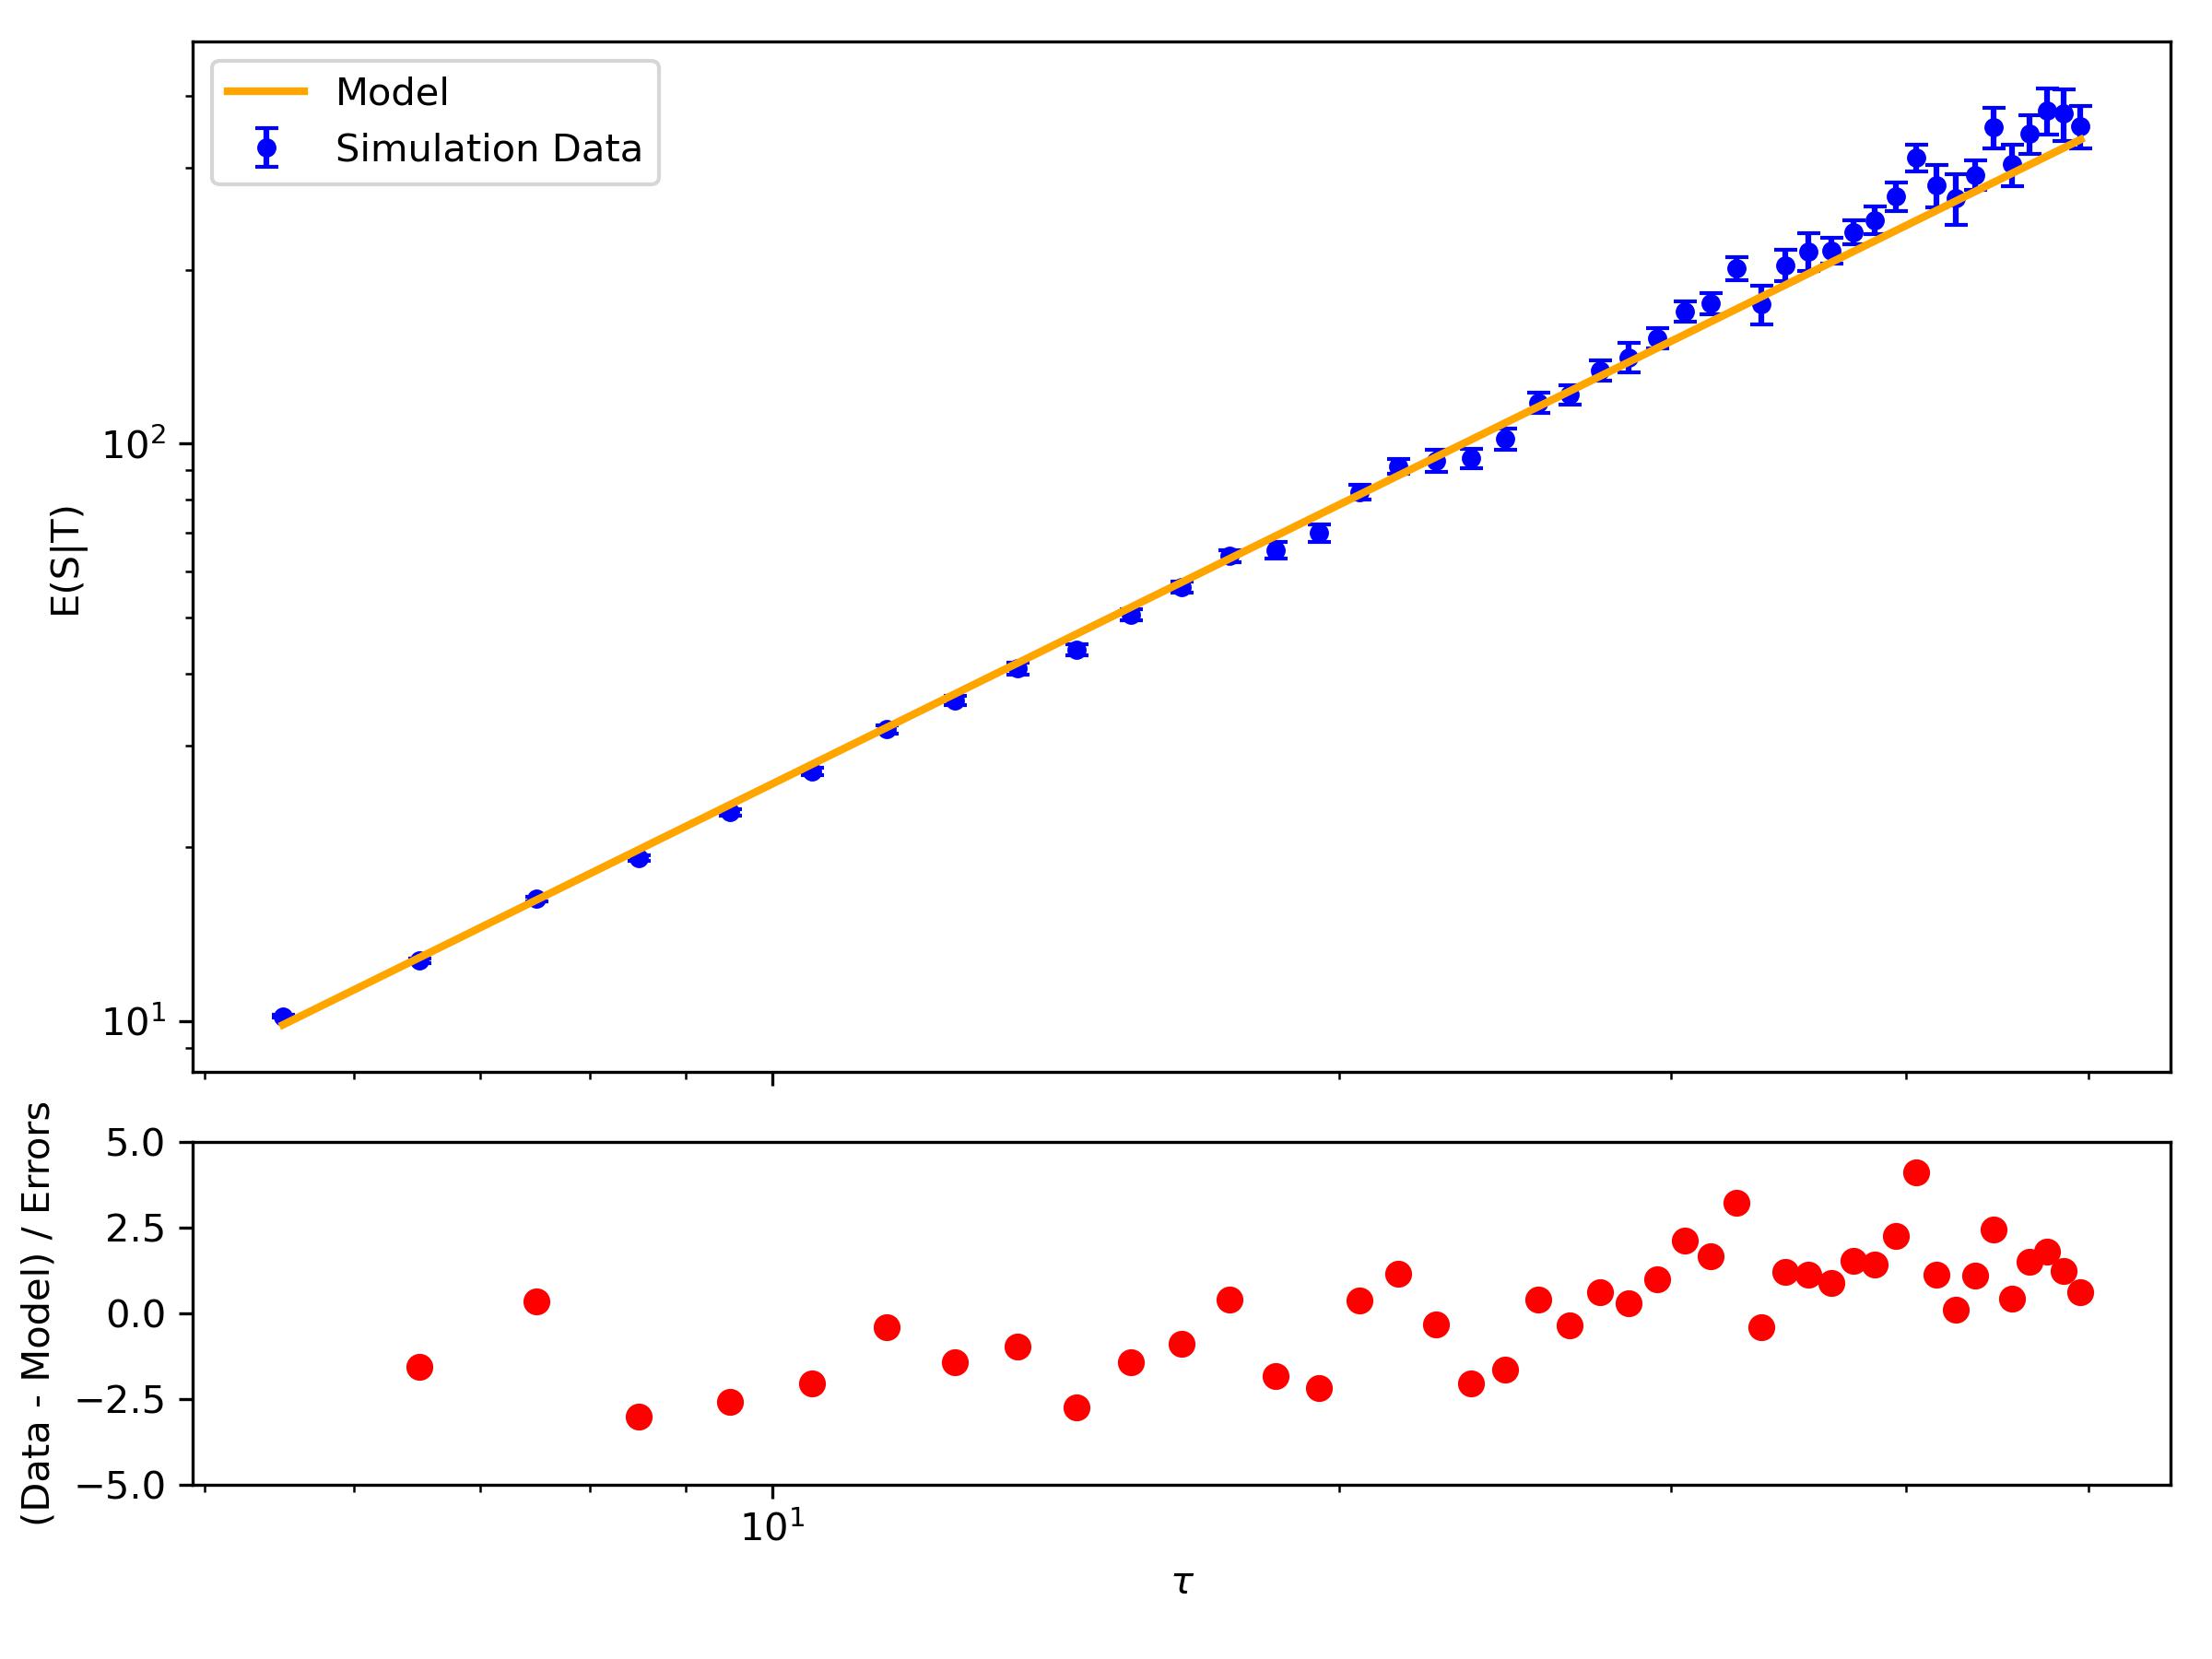 Model
Simulation Data
E(S|T)
10²
10¹
(Data - Model) / Errors
5.0
2.5
0.0
−2.5
−5.0
10¹
τ